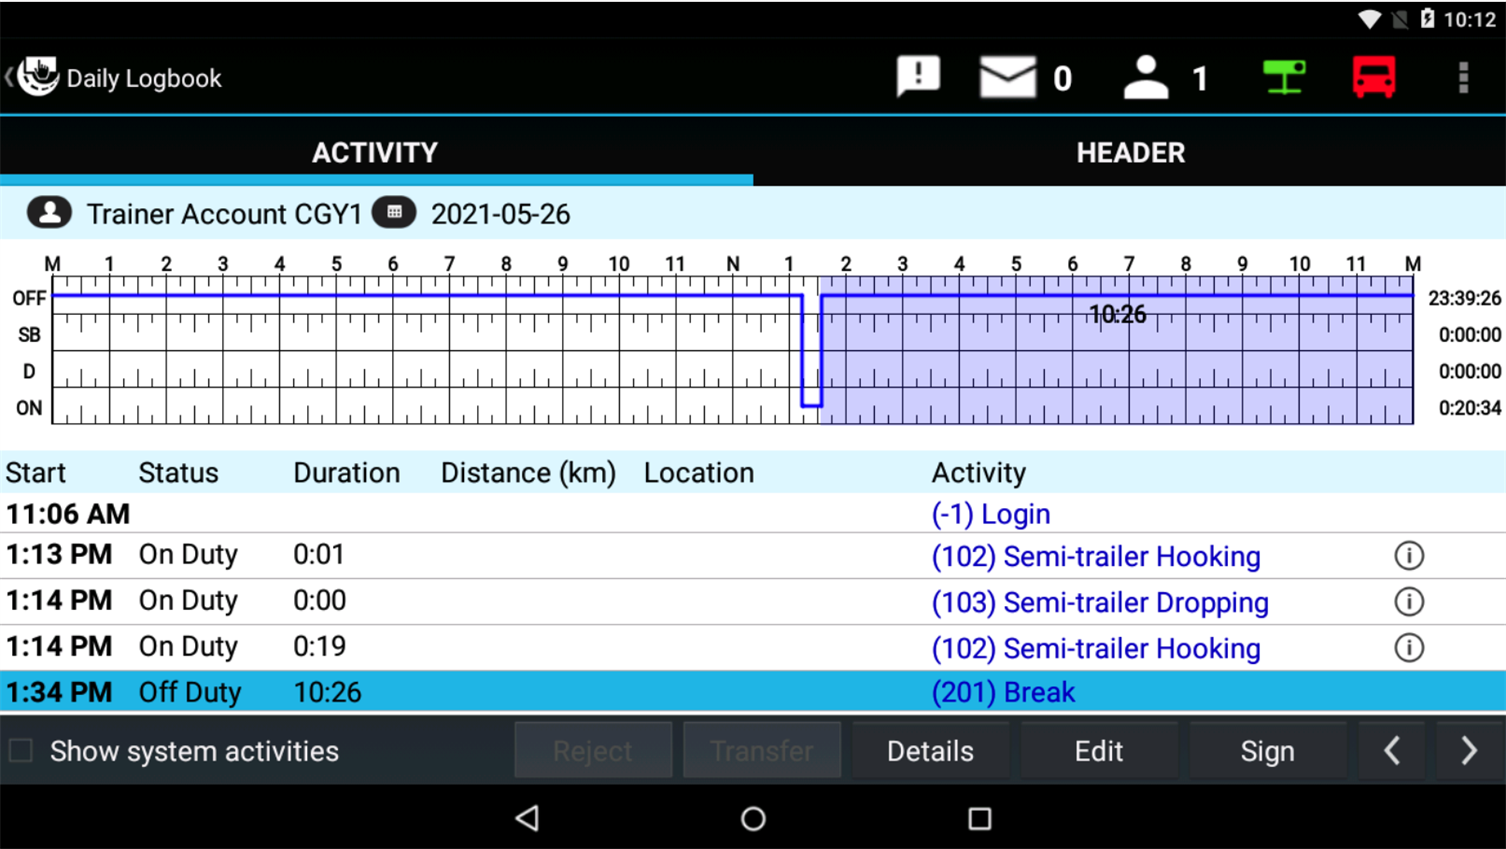 10:12
Daily Logbook 0 1
ACTIVITY HEADER
Trainer Account CGY1 2021-05-26
M 1 2 3 4 5 6 7 8 9 10 11 N 1 2 3 4 5 6 7 8 9 10 11 M
OFF 23:39:26
10:26
SB 0:00:00
D 0:00:00
ON 0:20:34
Start Status Duration Distance (km) Location Activity
11:06 AM (-1) Login
1:13 PM On Duty 0:01 (102) Semi-trailer Hooking
1:14 PM On Duty 0:00 (103) Semi-trailer Dropping
1:14 PM On Duty 0:19 (102) Semi-trailer Hooking
1:34 PM Off Duty 10:26 (201) Break
Show system activities Reject Transfer Details Edit Sign